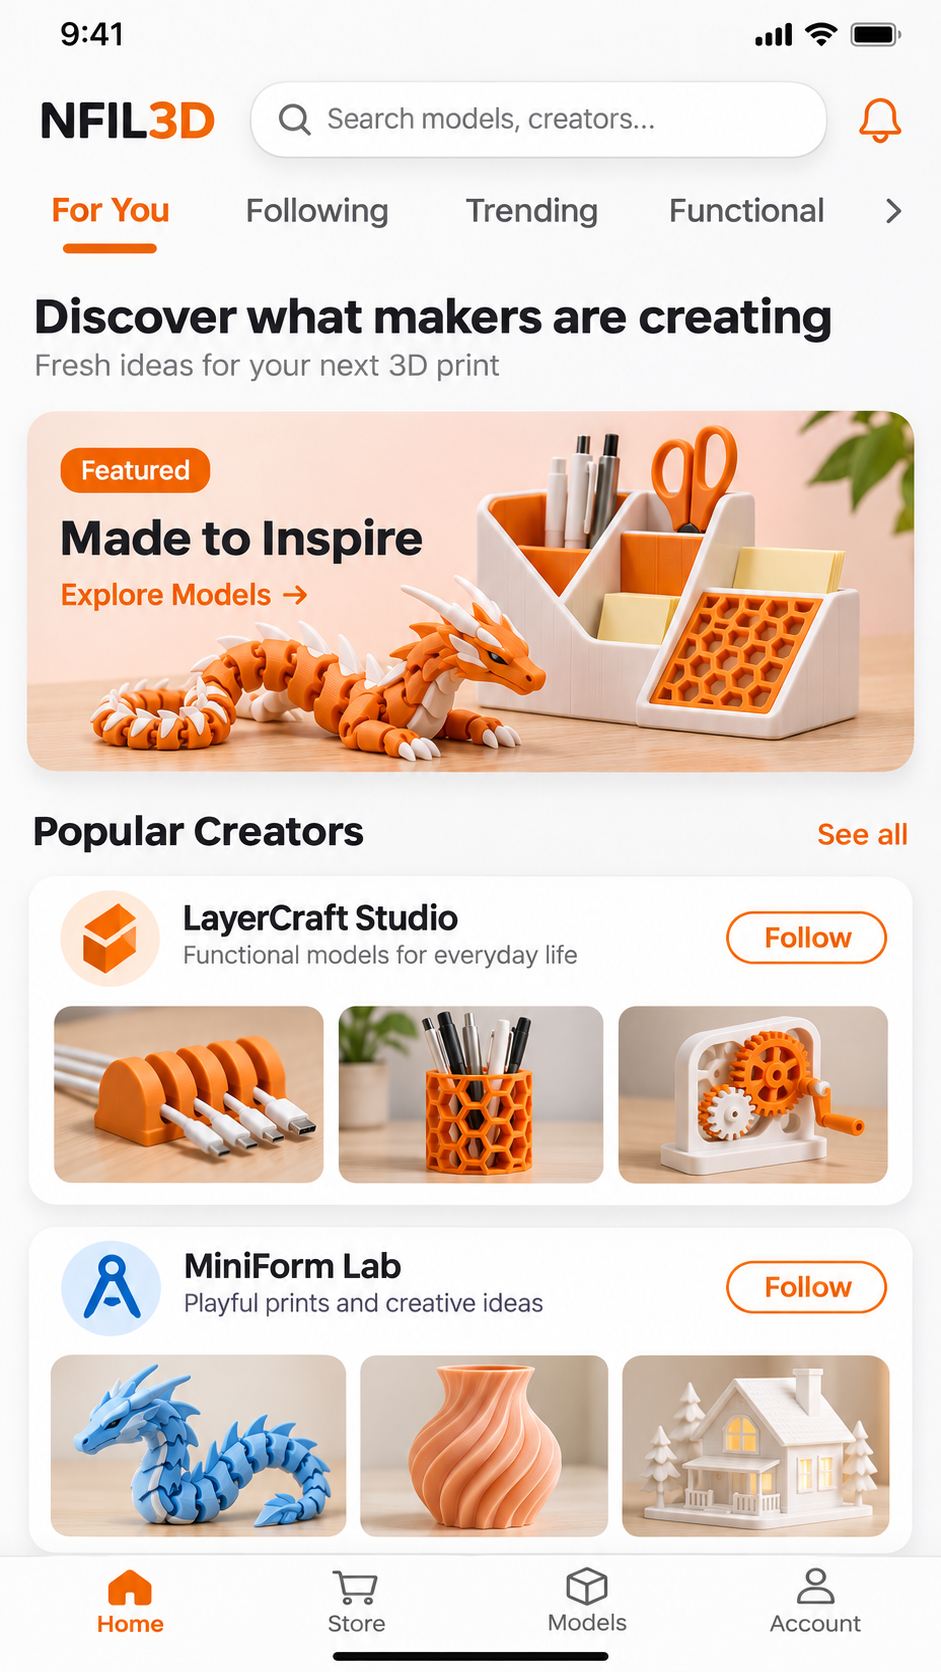 9:41
NFIL3D
Search models, creators...
For You
Following
Trending
Functional
Discover what makers are creating
Fresh ideas for your next 3D print
Featured
Made to Inspire
Explore Models →
Popular Creators
See all
LayerCraft Studio
Functional models for everyday life
Follow
MiniForm Lab
Playful prints and creative ideas
Follow
Home
Store
Models
Account